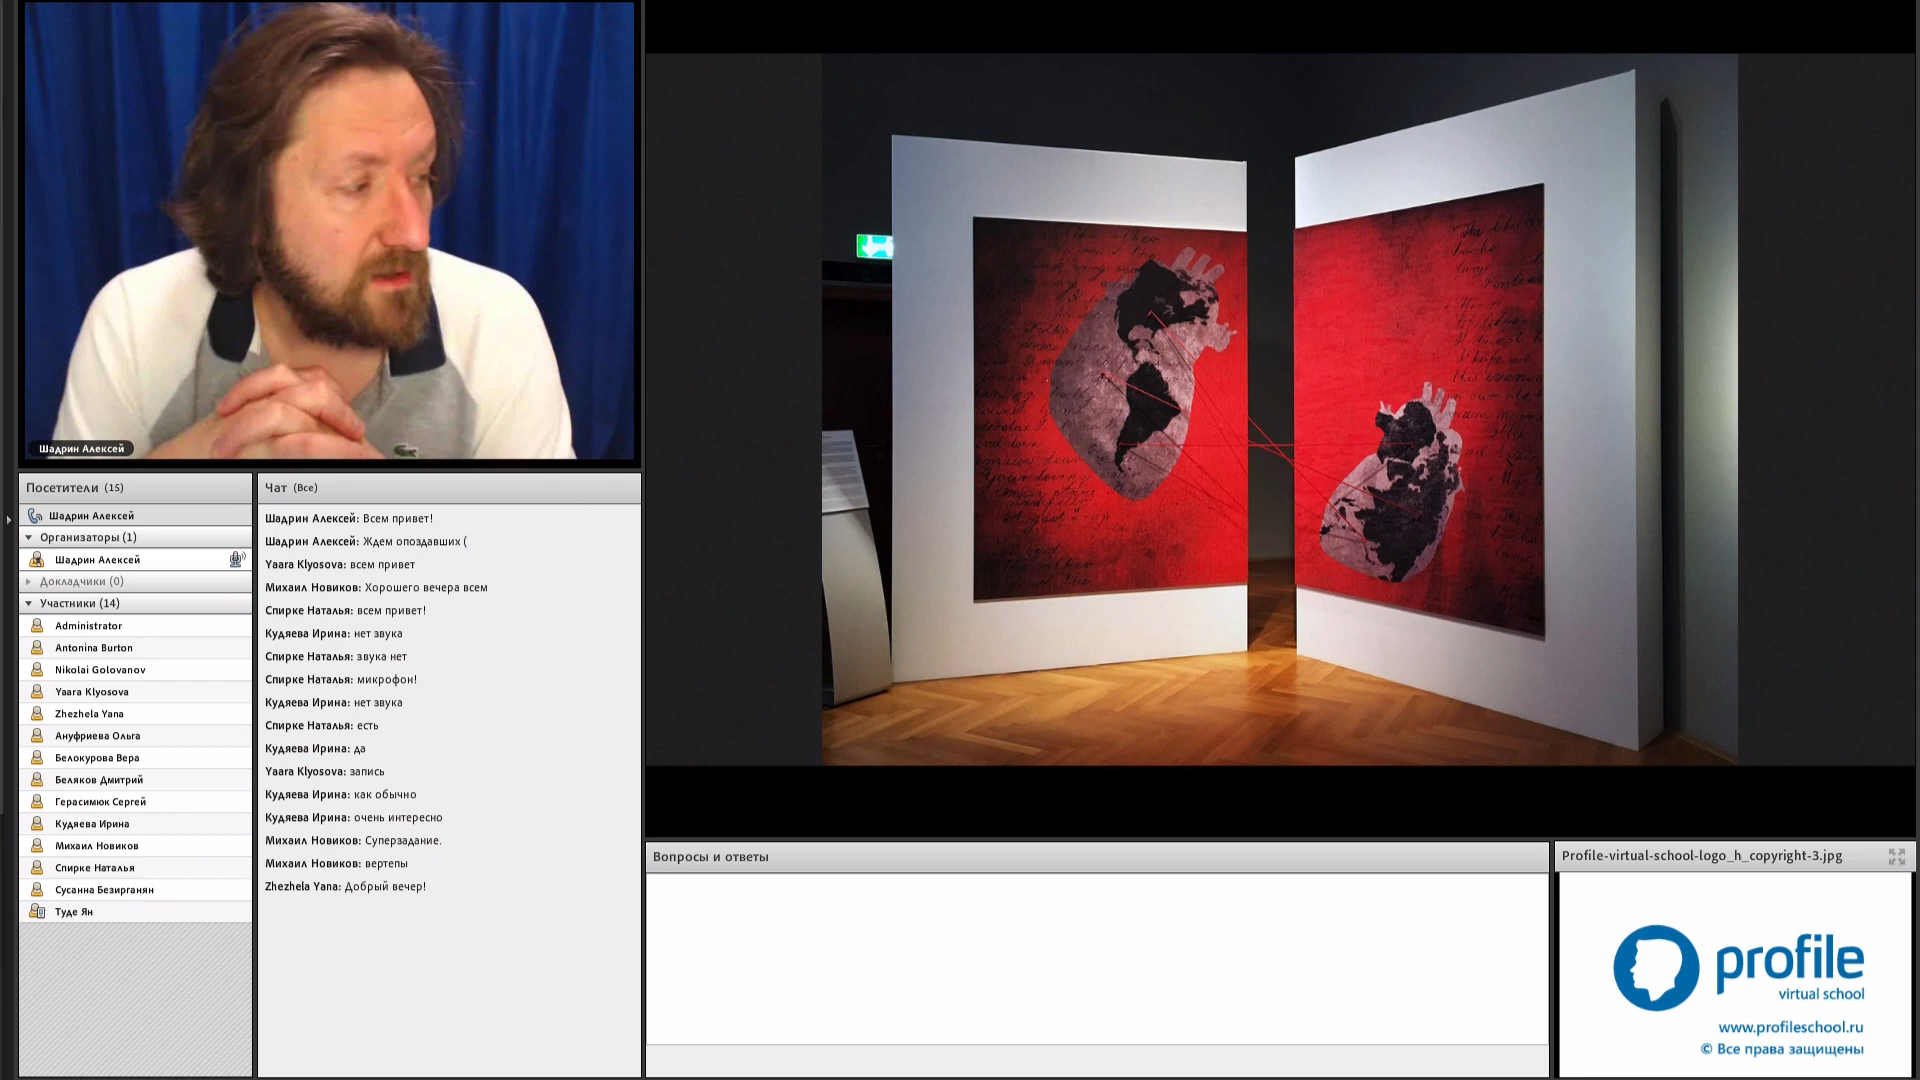 Шадрин Алексей
Посетители (15)
Шадрин Алексей
Организаторы (1)
Шадрин Алексей
Докладчики (0)
Участники (14)
Administrator
Antonina Burton
Nikolai Golovanov
Yaara Klyosova
Zhezhela Yana
Ануфриева Ольга
Белокурова Вера
Беляков Дмитрий
Герасимюк Сергей
Кудяева Ирина
Михаил Новиков
Спирке Наталья
Сусанна Безирганян
Туде Ян
Чат (Все)
Шадрин Алексей: Всем привет!
Шадрин Алексей: Ждем опоздавших (
Yaara Klyosova: всем привет
Михаил Новиков: Хорошего вечера всем
Спирке Наталья: всем привет!
Кудяева Ирина: нет звука
Спирке Наталья: звука нет
Спирке Наталья: микрофон!
Кудяева Ирина: нет звука
Спирке Наталья: есть
Кудяева Ирина: да
Yaara Klyosova: запись
Кудяева Ирина: как обычно
Кудяева Ирина: очень интересно
Михаил Новиков: Суперзадание.
Михаил Новиков: вертепы
Zhezhela Yana: Добрый вечер!
Вопросы и ответы
Profile-virtual-school-logo_h_copyright-3.jpg
profile
virtual school
www.profileschool.ru
© Все права защищены